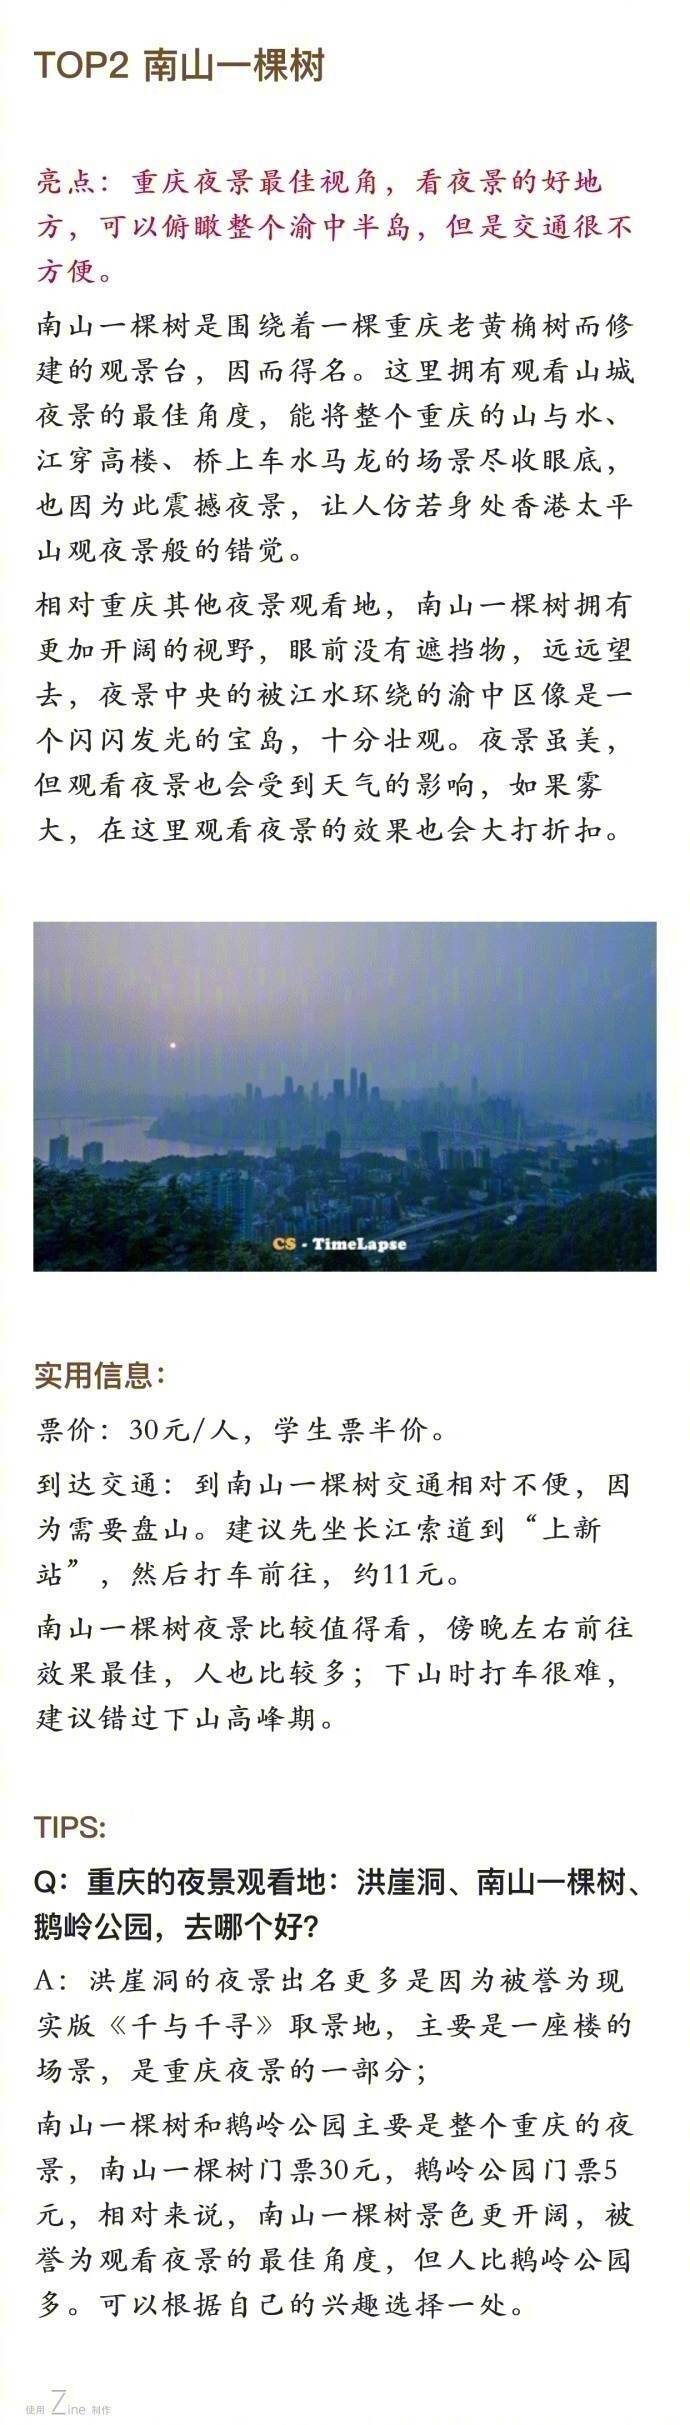 TOP2 南山一棵树
亮点：重庆夜景最佳视角，看夜景的好地
方，可以俯瞰整个渝中半岛，但是交通很不
方便。
南山一棵树是围绕着一棵重庆老黄桷树而修
建的观景台，因而得名。这里拥有观看山城
夜景的最佳角度，能将整个重庆的山与水、
江穿高楼、桥上车水马龙的场景尽收眼底，
也因为此震撼夜景，让人仿若身处香港太平
山观夜景般的错觉。
相对重庆其他夜景观看地，南山一棵树拥有
更加开阔的视野，眼前没有遮挡物，远远望
去，夜景中央的被江水环绕的渝中区像是一
个闪闪发光的宝岛，十分壮观。夜景虽美，
但观看夜景也会受到天气的影响，如果雾
大，在这里观看夜景的效果也会大打折扣。
CS - TimeLapse
实用信息：
票价：30元/人，学生票半价。
到达交通：到南山一棵树交通相对不便，因
为需要盘山。建议先坐长江索道到“上新
站”，然后打车前往，约11元。
南山一棵树夜景比较值得看，傍晚左右前往
效果最佳，人也比较多；下山时打车很难，
建议错过下山高峰期。
TIPS:
Q：重庆的夜景观看地：洪崖洞、南山一棵树、
鹅岭公园，去哪个好？
A：洪崖洞的夜景出名更多是因为被誉为现
实版《千与千寻》取景地，主要是一座楼的
场景，是重庆夜景的一部分；
南山一棵树和鹅岭公园主要是整个重庆的夜
景，南山一棵树门票30元，鹅岭公园门票5
元，相对来说，南山一棵树景色更开阔，被
誉为观看夜景的最佳角度，但人比鹅岭公园
多。可以根据自己的兴趣选择一处。
使用 Zine 制作